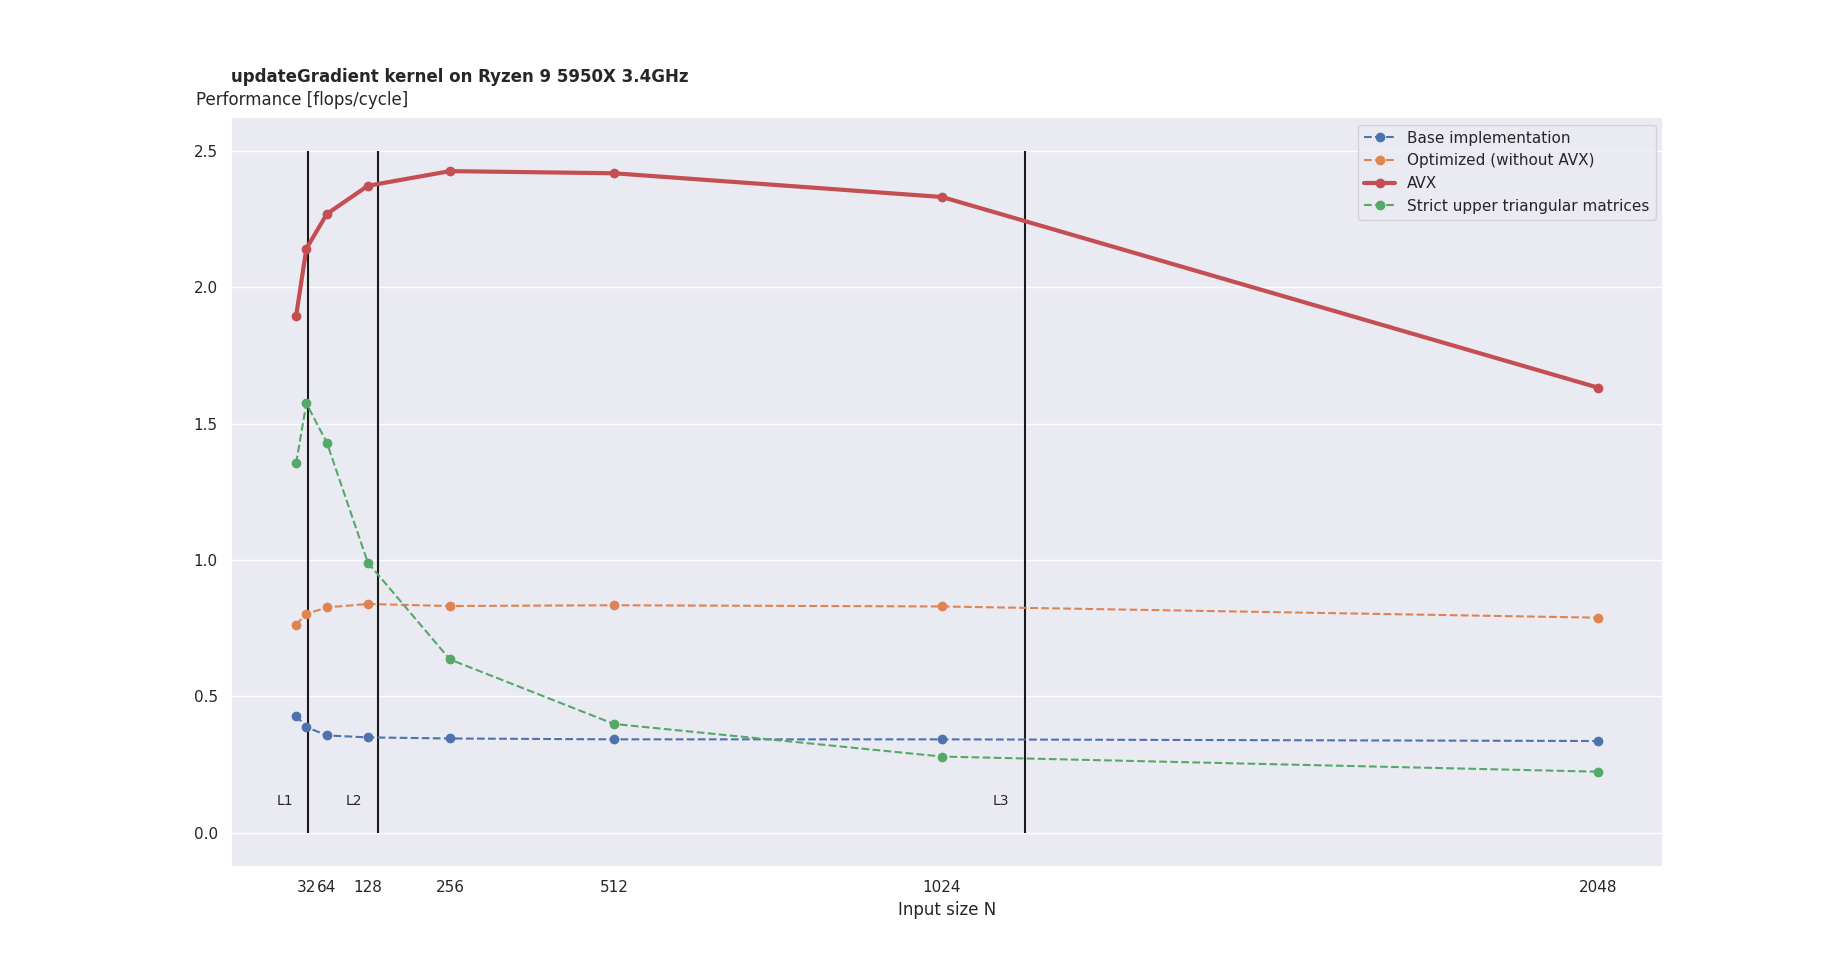 updateGradient kernel on Ryzen 9 5950X 3.4GHz
Performance [flops/cycle]
Base implementation
Optimized (without AVX)
AVX
Strict upper triangular matrices
2.5
2.0
1.5
1.0
0.5
0.0
L1 L2 L3
32 64 128 256 512 1024 2048
Input size N